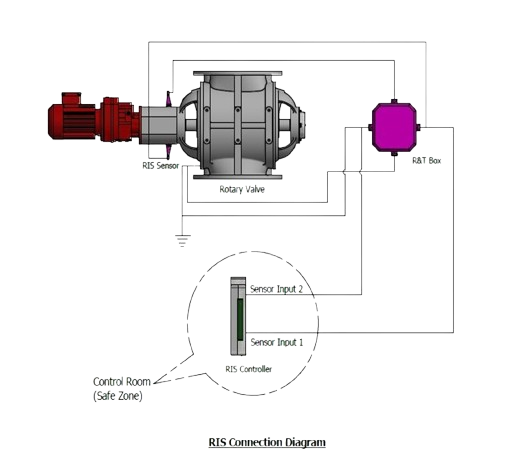 RIS Sensor
R&T Box
Rotary Valve
Sensor Input 2
Sensor Input 1
RIS Controller
Control Room
(Safe Zone)
RIS Connection Diagram